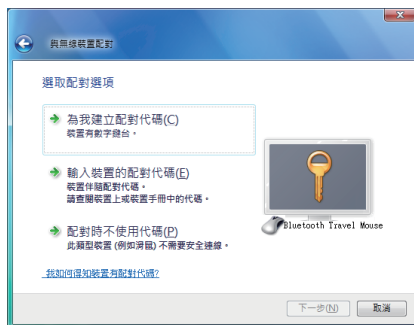 與無線裝置配對
選取配對選項
為我建立配對代碼(C)
裝置有數字鍵台。
輸入裝置的配對代碼(E)
裝置伴隨配對代碼。
請查閱裝置上或裝置手冊中的代碼。
配對時不使用代碼(P)
此類型裝置 (例如滑鼠) 不需要安全連線。
Bluetooth Travel Mouse
我如何得知裝置有配對代碼?
下一步(N)
取消